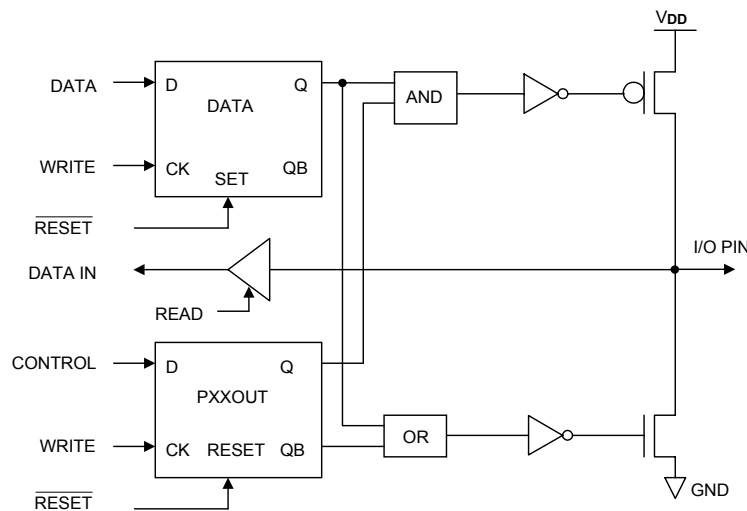 VDD
DATA
D
Q
DATA
AND
WRITE
CK
QB
SET
RESET
I/O PIN
DATA IN
READ
CONTROL
D
Q
PXXOUT
OR
WRITE
CK
RESET
QB
RESET
GND